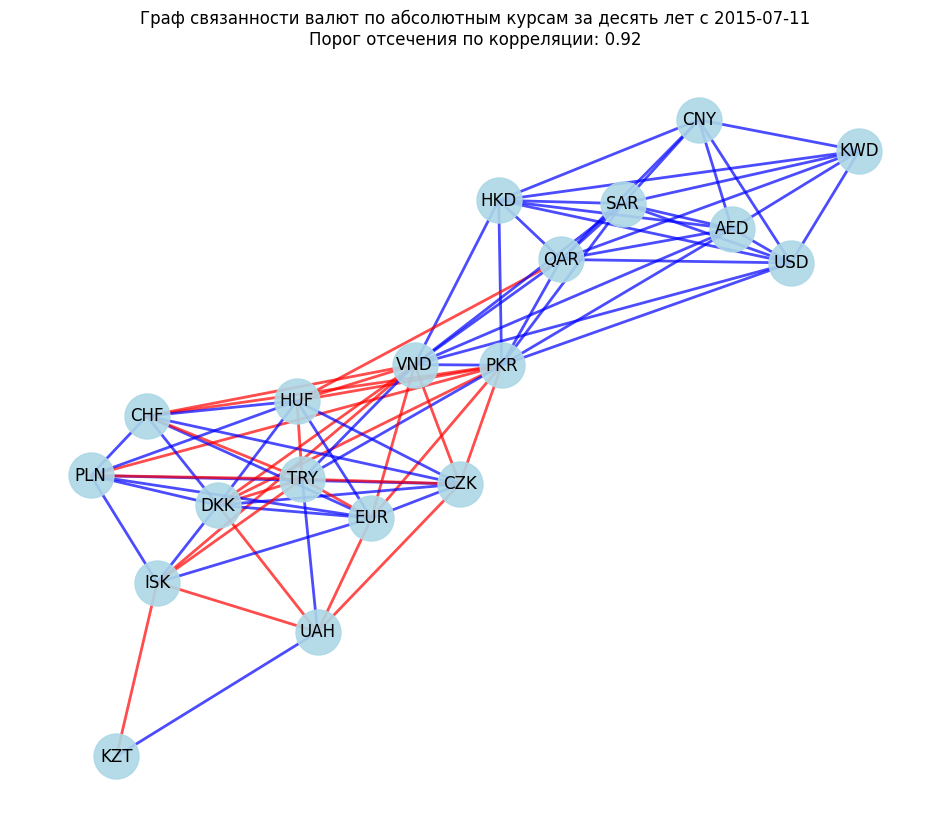 Граф связанности валют по абсолютным курсам за десять лет с 2015-07-11
Порог отсечения по корреляции: 0.92
CNY
KWD
HKD
SAR
AED
QAR
USD
VND
PKR
HUF
CHF
PLN
TRY
CZK
DKK
EUR
ISK
UAH
KZT